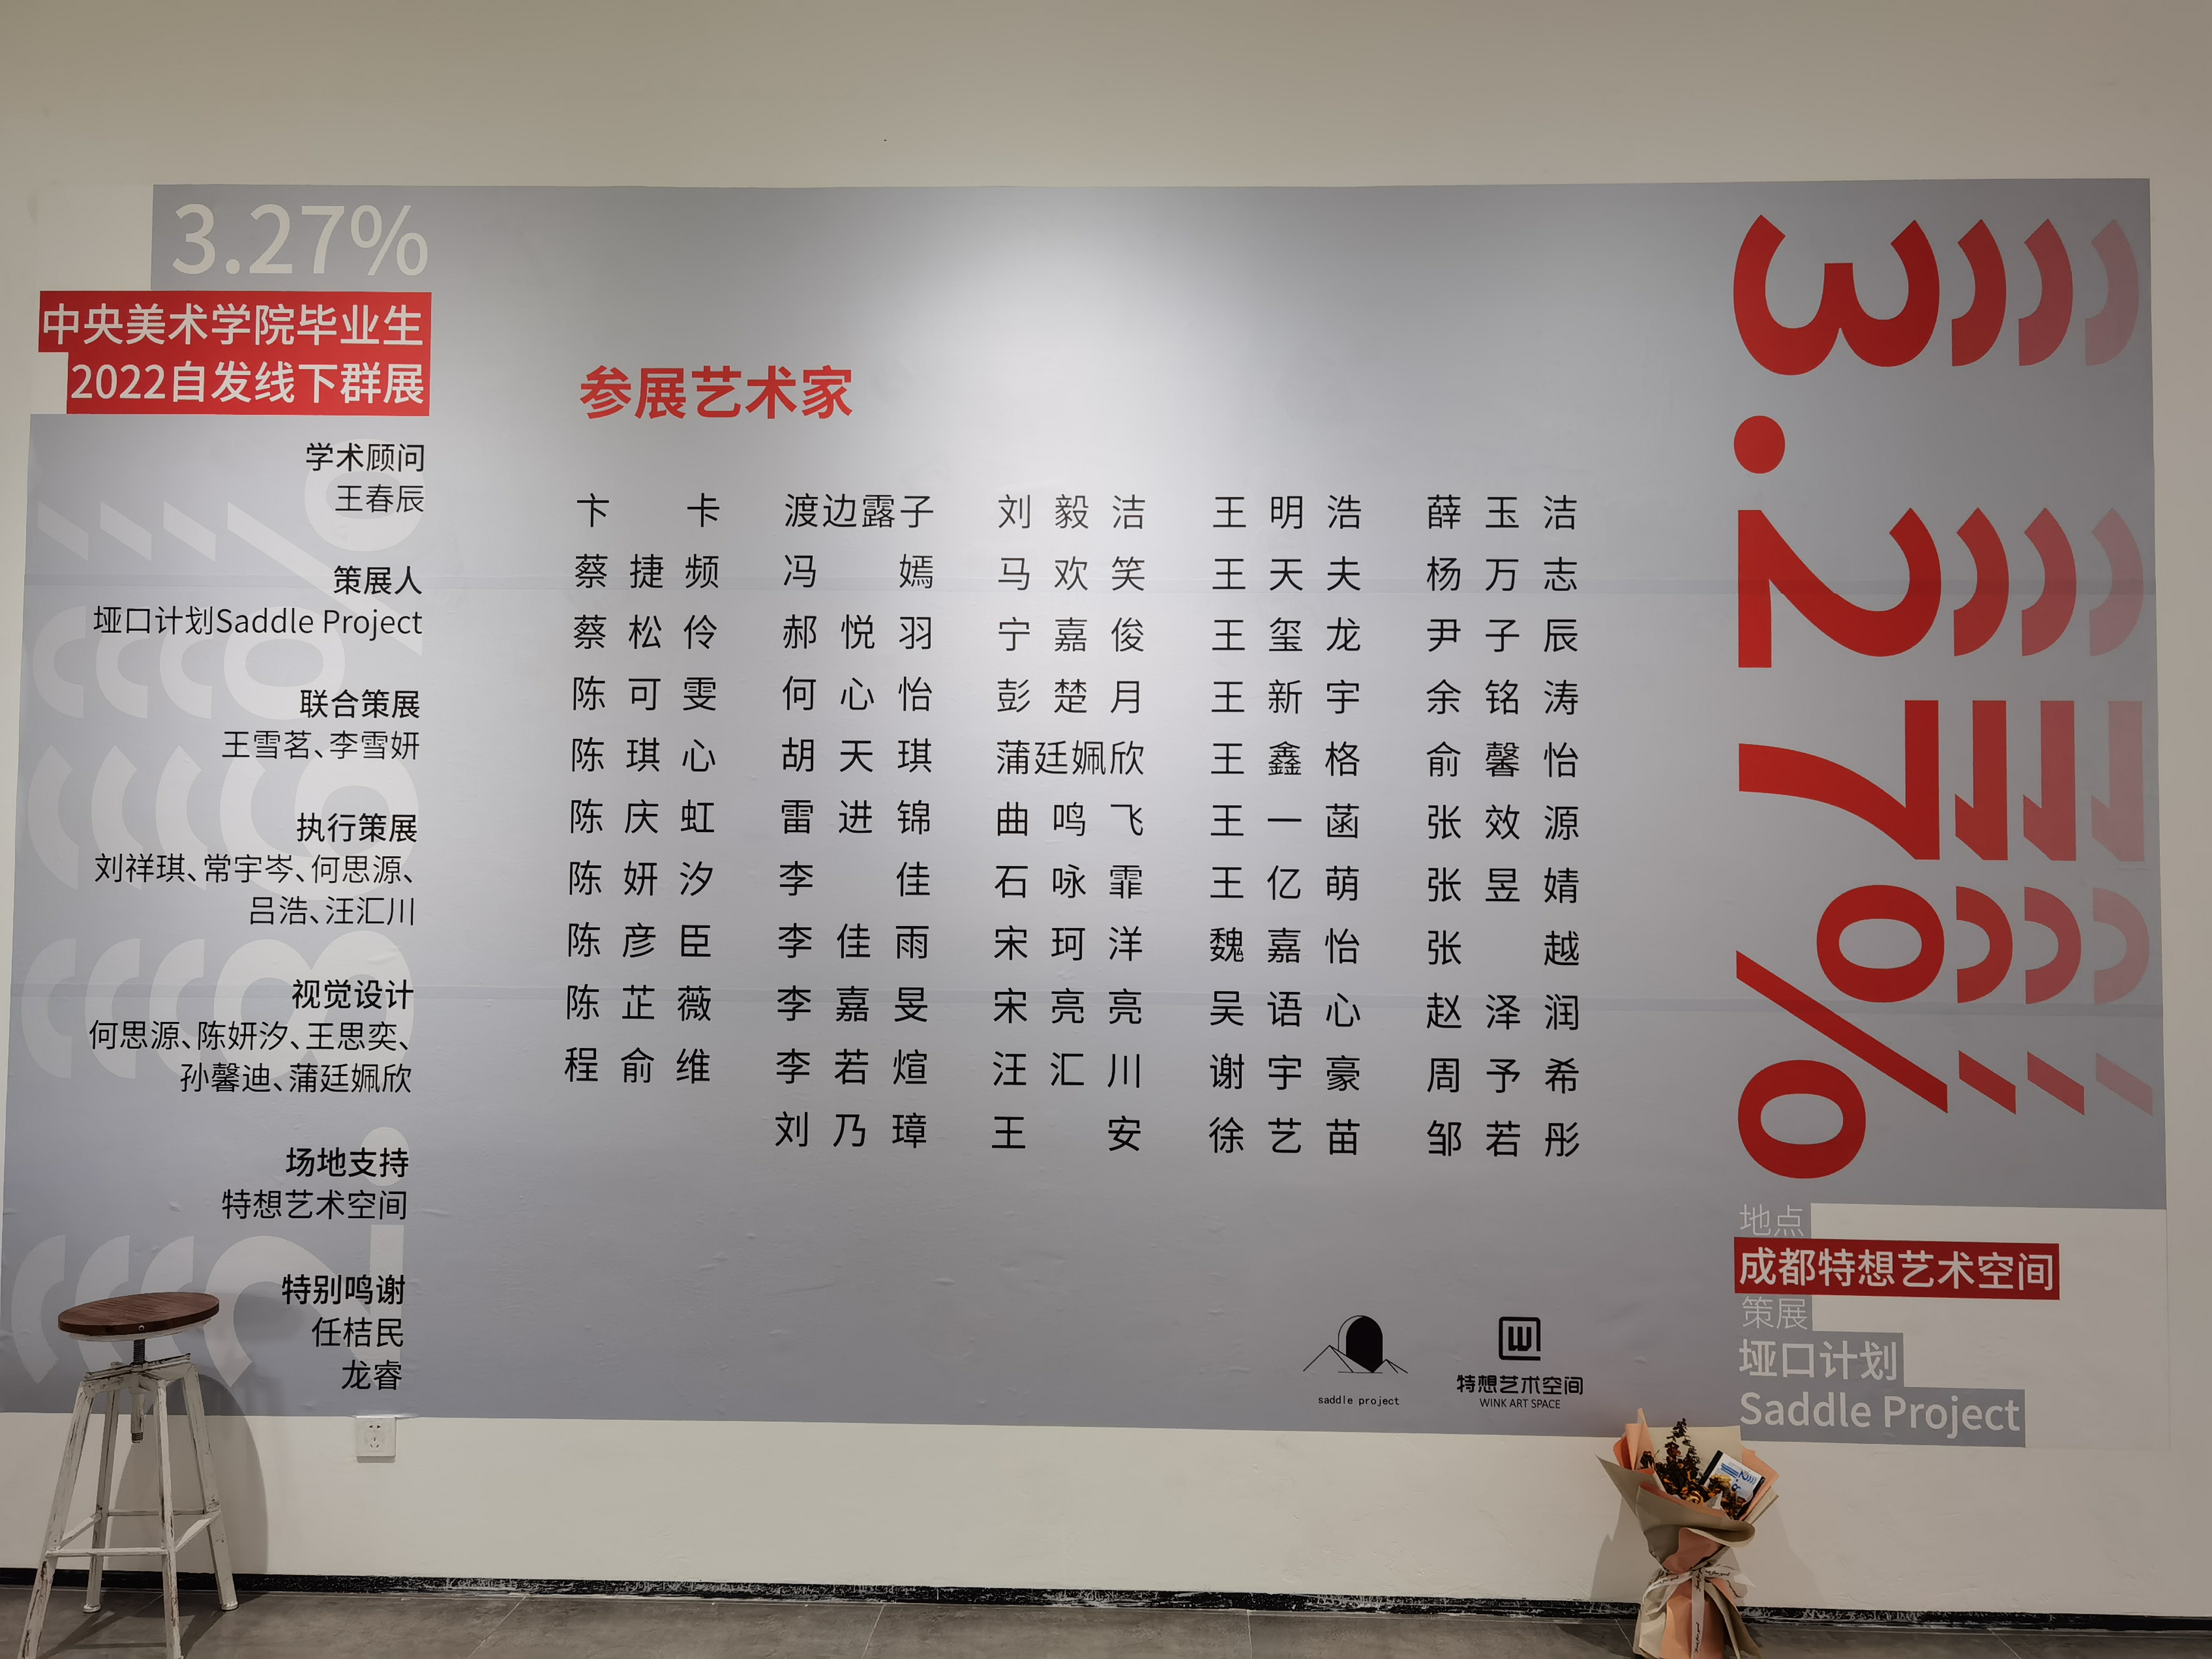 3.27%
中央美术学院毕业生
2022自发线下群展
学术顾问
王春辰
策展人
垭口计划Saddle Project
联合策展
王雪茗、李雪妍
执行策展
刘祥琪、常宇岑、何思源、
吕浩、汪汇川
视觉设计
何思源、陈妍汐、王思奕、
孙馨迪、蒲廷姵欣
场地支持
特想艺术空间
特别鸣谢
任桔民
龙睿
参展艺术家
卞卡 渡边露子 刘毅洁 王明浩 薛玉洁
蔡捷频 冯嫣 马欢笑 王天夫 杨万志
蔡松伶 郝悦羽 宁嘉俊 王玺龙 尹子辰
陈可雯 何心怡 彭楚月 王新宇 余铭涛
陈琪心 胡天琪 蒲廷姵欣 王鑫格 俞馨怡
陈庆虹 雷进锦 曲鸣飞 王一菡 张效源
陈妍汐 李佳 石咏霏 王亿萌 张昱婧
陈彦臣 李佳雨 宋珂洋 魏嘉怡 张越
陈芷薇 李嘉旻 宋亮亮 吴语心 赵泽润
程俞维 李若煊 汪汇川 谢宇豪 周予希
刘乃璋 王安 徐艺苗 邹若彤
saddle project
特想艺术空间
WINK ART SPACE
3.27%
地点
成都特想艺术空间
策展
垭口计划
Saddle Project